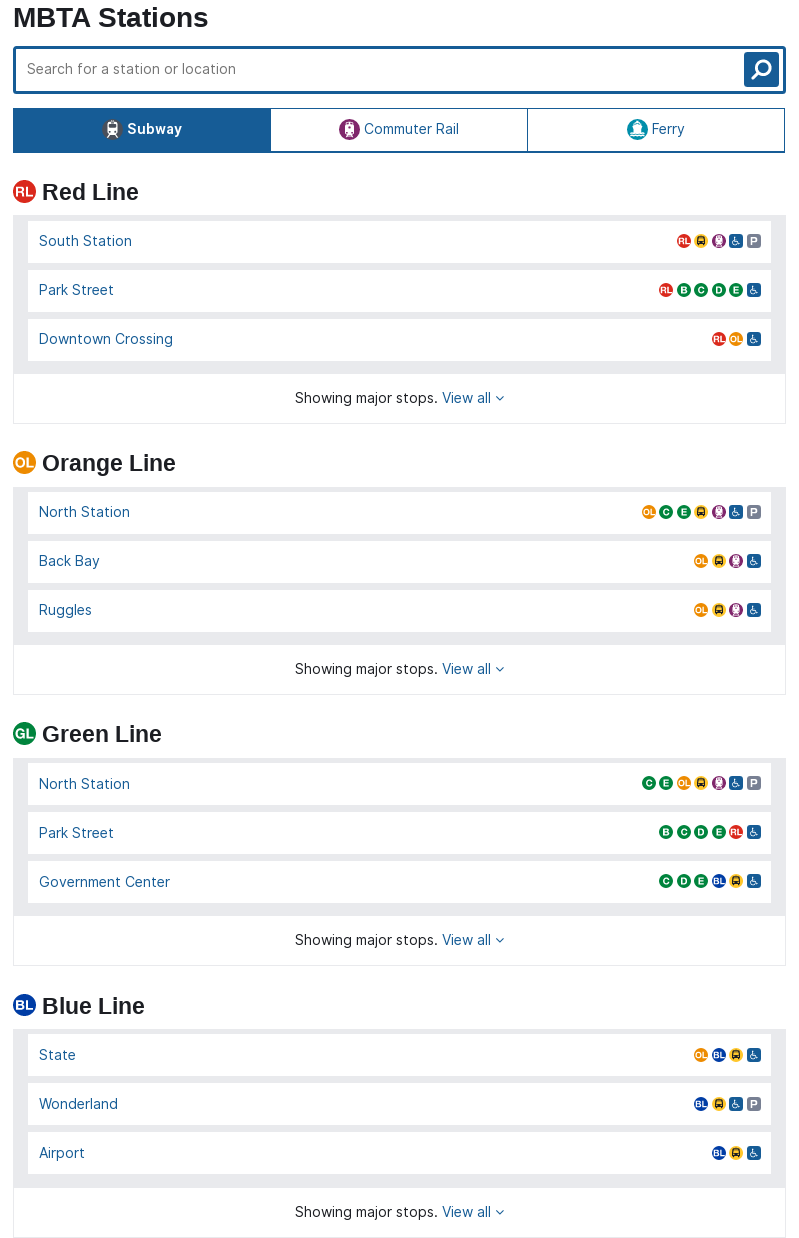 MBTA Stations
Search for a station or location
Subway Commuter Rail Ferry
RL Red Line
South Station RL P
Park Street RL B C D E
Downtown Crossing RL OL
Showing major stops. View all
OL Orange Line
North Station OL C E P
Back Bay OL
Ruggles OL
Showing major stops. View all
GL Green Line
North Station C E OL P
Park Street B C D E RL
Government Center C D E BL
Showing major stops. View all
BL Blue Line
State OL BL
Wonderland BL P
Airport BL
Showing major stops. View all